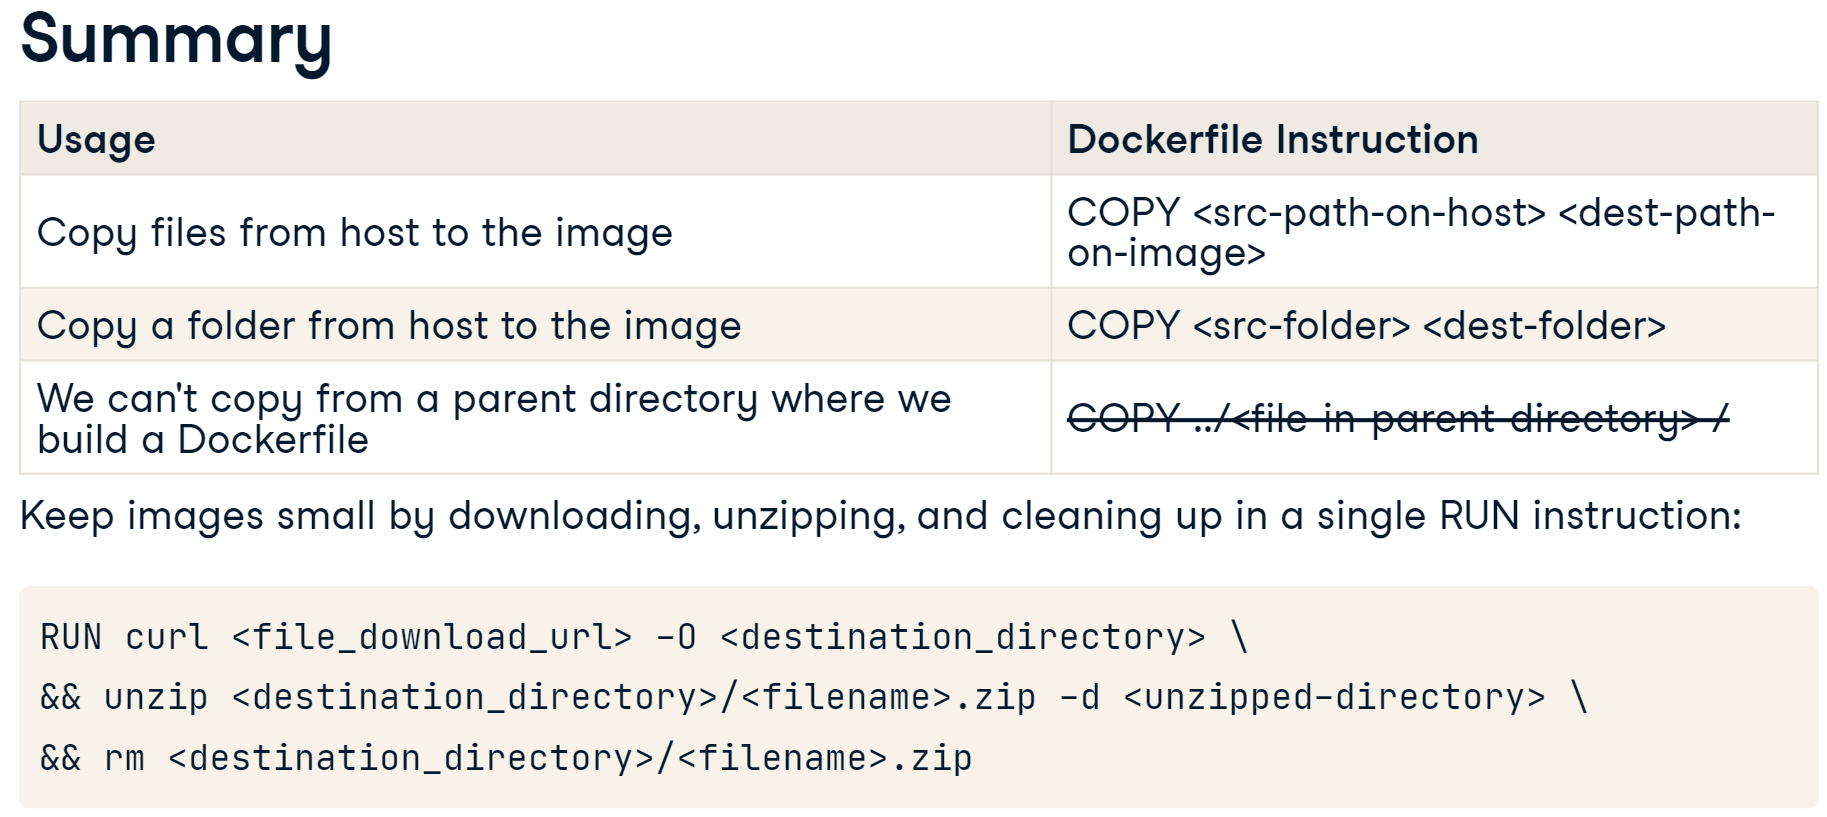 Summary
Usage
Dockerfile Instruction
Copy files from host to the image
COPY <src-path-on-host> <dest-path-
on-image>
Copy a folder from host to the image
COPY <src-folder> <dest-folder>
We can't copy from a parent directory where we
build a Dockerfile
COPY ../<file in parent directory> /
Keep images small by downloading, unzipping, and cleaning up in a single RUN instruction:
RUN curl <file_download_url> -O <destination_directory> \
&& unzip <destination_directory>/<filename>.zip -d <unzipped-directory> \
&& rm <destination_directory>/<filename>.zip